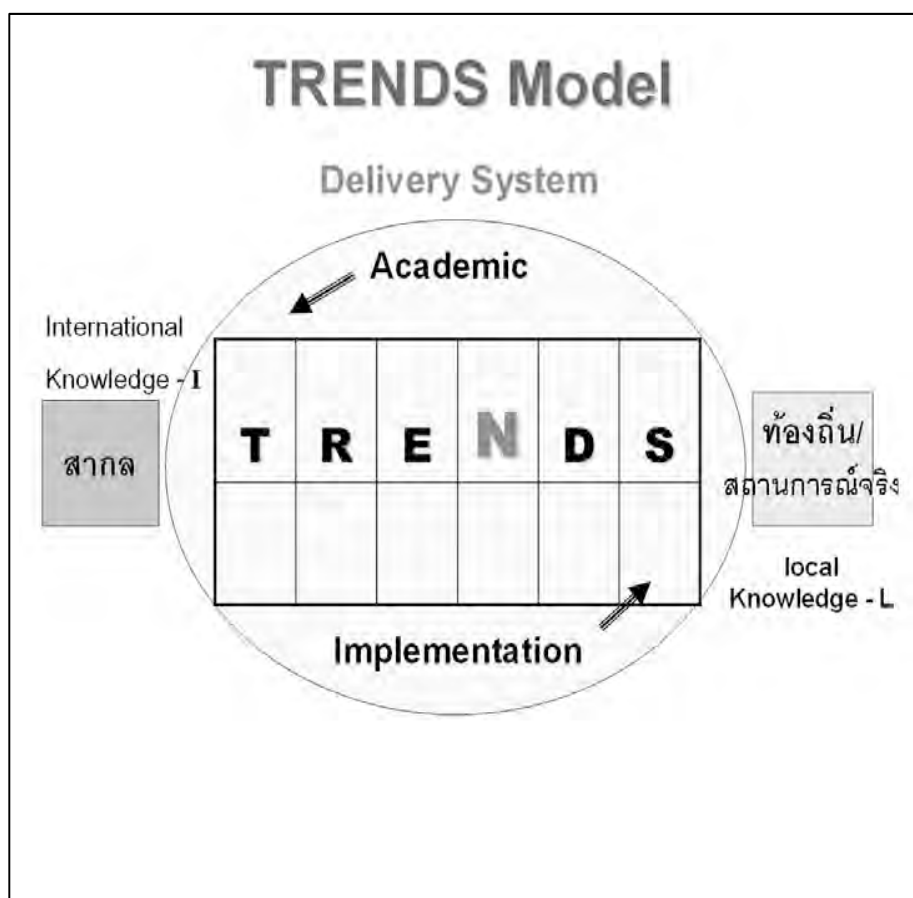 TRENDS Model
Delivery System
Academic
International
Knowledge - I
สากล
T R E N D S
ท้องถิ่น/
สถานการณ์จริง
local
Knowledge - L
Implementation